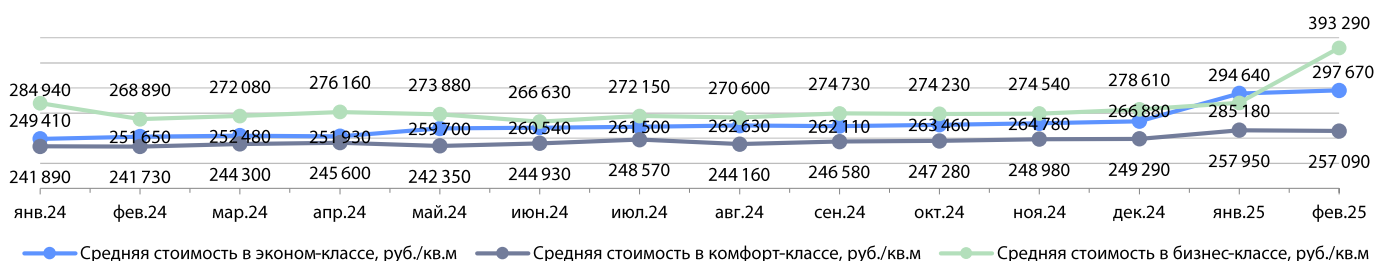 393 290
284 940 268 890 272 080 276 160 273 880 266 630 272 150 270 600 274 730 274 230 274 540 278 610 294 640 297 670
249 410 251 650 252 480 251 930 259 700 260 540 261 500 262 630 262 110 263 460 264 780 266 880 285 180
241 890 241 730 244 300 245 600 242 350 244 930 248 570 244 160 246 580 247 280 248 980 249 290 257 950 257 090
янв.24 фев.24 мар.24 апр.24 май.24 июн.24 июл.24 авг.24 сен.24 окт.24 ноя.24 дек.24 янв.25 фев.25
Средняя стоимость в эконом-классе, руб./кв.м Средняя стоимость в комфорт-классе, руб./кв.м Средняя стоимость в бизнес-классе, руб./кв.м